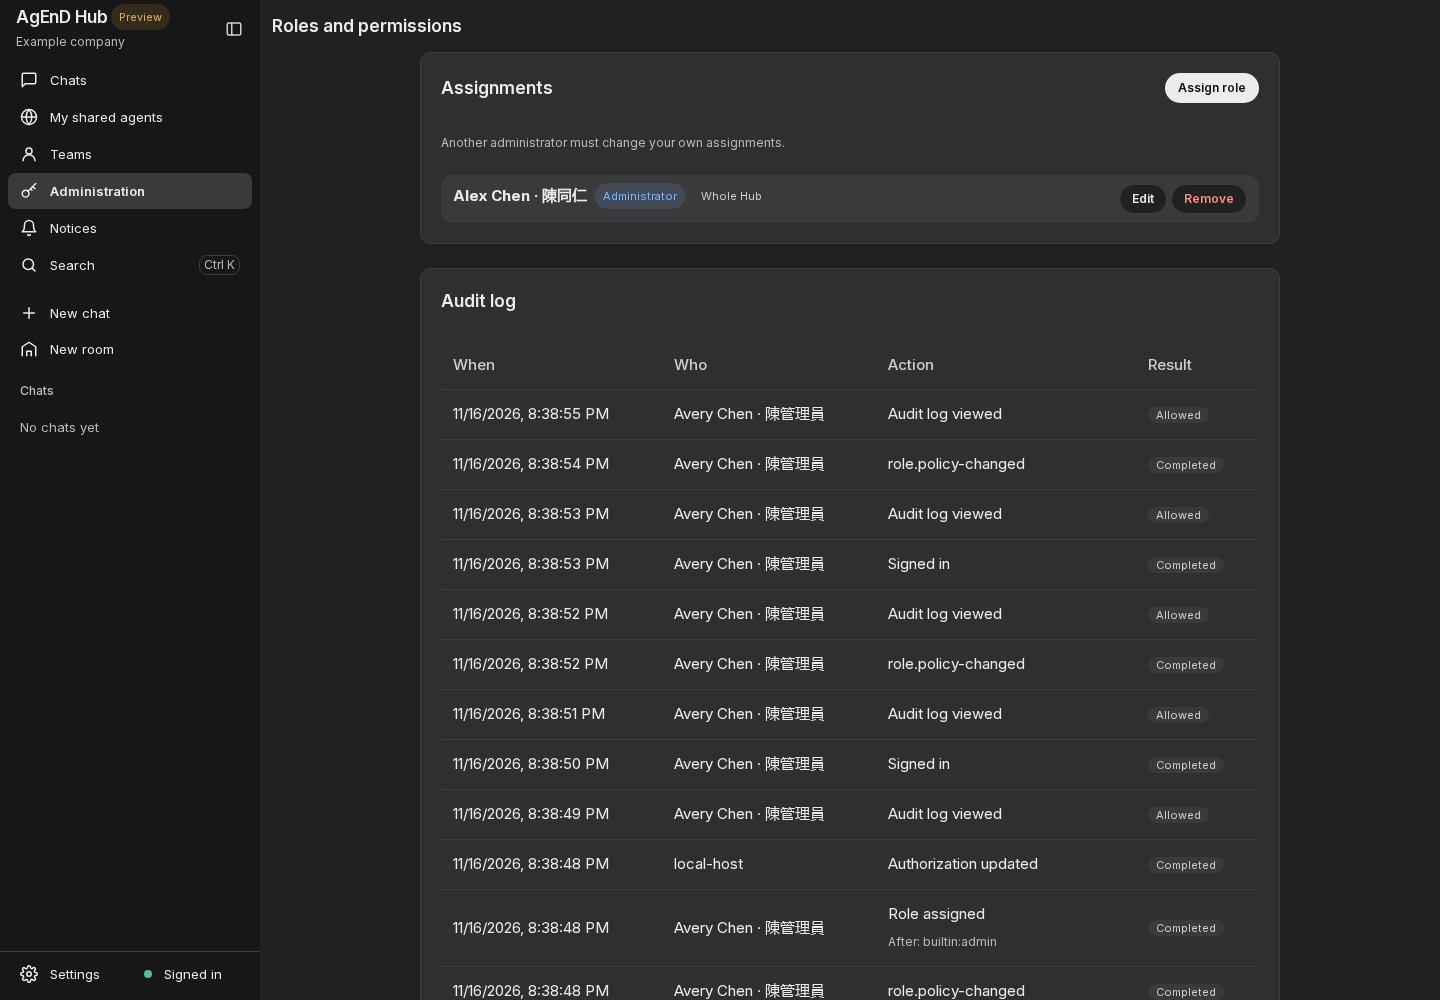 AgEnD Hub Preview
Example company
Chats
My shared agents
Teams
Administration
Notices
Search Ctrl K
New chat
New room
Chats
No chats yet
Settings Signed in
Roles and permissions
Assignments Assign role
Another administrator must change your own assignments.
Alex Chen · 陳同仁 Administrator Whole Hub Edit Remove
Audit log
When Who Action Result
11/16/2026, 8:38:55 PM Avery Chen · 陳管理員 Audit log viewed Allowed
11/16/2026, 8:38:54 PM Avery Chen · 陳管理員 role.policy-changed Completed
11/16/2026, 8:38:53 PM Avery Chen · 陳管理員 Audit log viewed Allowed
11/16/2026, 8:38:53 PM Avery Chen · 陳管理員 Signed in Completed
11/16/2026, 8:38:52 PM Avery Chen · 陳管理員 Audit log viewed Allowed
11/16/2026, 8:38:52 PM Avery Chen · 陳管理員 role.policy-changed Completed
11/16/2026, 8:38:51 PM Avery Chen · 陳管理員 Audit log viewed Allowed
11/16/2026, 8:38:50 PM Avery Chen · 陳管理員 Signed in Completed
11/16/2026, 8:38:49 PM Avery Chen · 陳管理員 Audit log viewed Allowed
11/16/2026, 8:38:48 PM local-host Authorization updated Completed
11/16/2026, 8:38:48 PM Avery Chen · 陳管理員 Role assigned Completed
After: builtin:admin
11/16/2026, 8:38:48 PM Avery Chen · 陳管理員 role.policy-changed Completed